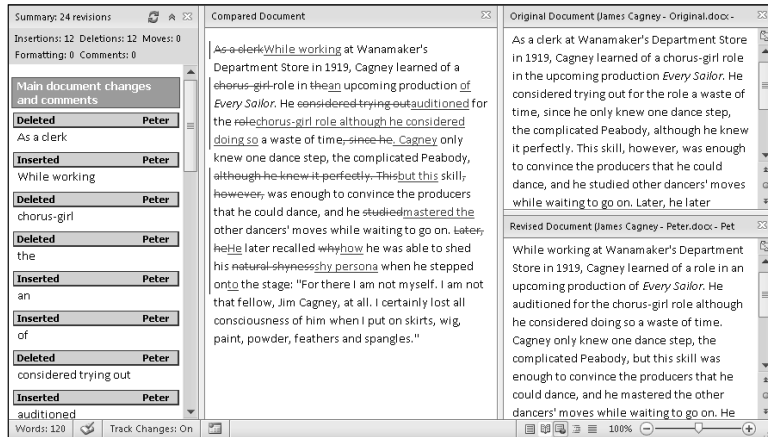 Summary: 24 revisions
Insertions: 12 Deletions: 12 Moves: 0
Formatting: 0 Comments: 0
Main document changes
and comments
Deleted Peter
As a clerk
Inserted Peter
While working
Deleted Peter
chorus-girl
Deleted Peter
the
Inserted Peter
an
Inserted Peter
of
Deleted Peter
considered trying out
Inserted Peter
auditioned
Compared Document
As a clerkWhile working at Wanamaker's
Department Store in 1919, Cagney learned of a
chorus-girl role in thean upcoming production of
Every Sailor. He considered trying outauditioned for
the rolechorus-girl role although he considered
doing so a waste of time, since he. Cagney only
knew one dance step, the complicated Peabody,
although he knew it perfectly. Thisbut this skill,
however, was enough to convince the producers
that he could dance, and he studiedmastered the
other dancers' moves while waiting to go on. Later,
heHe later recalled whyhow he was able to shed
his natural shynessshy persona when he stepped
onto the stage: "For there I am not myself. I am not
that fellow, Jim Cagney, at all. I certainly lost all
consciousness of him when I put on skirts, wig,
paint, powder, feathers and spangles."
Original Document (James Cagney - Original.docx -
As a clerk at Wanamaker's Department Store
in 1919, Cagney learned of a chorus-girl role
in the upcoming production Every Sailor. He
considered trying out for the role a waste of
time, since he only knew one dance step,
the complicated Peabody, although he knew
it perfectly. This skill, however, was enough
to convince the producers that he could
dance, and he studied other dancers' moves
while waiting to go on. Later, he later
Revised Document (James Cagney - Peter.docx - Pet
While working at Wanamaker's Department
Store in 1919, Cagney learned of a role in an
upcoming production of Every Sailor. He
auditioned for the chorus-girl role although
he considered doing so a waste of time.
Cagney only knew one dance step, the
complicated Peabody, but this skill was
enough to convince the producers that he
could dance, and he mastered the other
dancers' moves while waiting to go on. He
Words: 120 Track Changes: On 100%